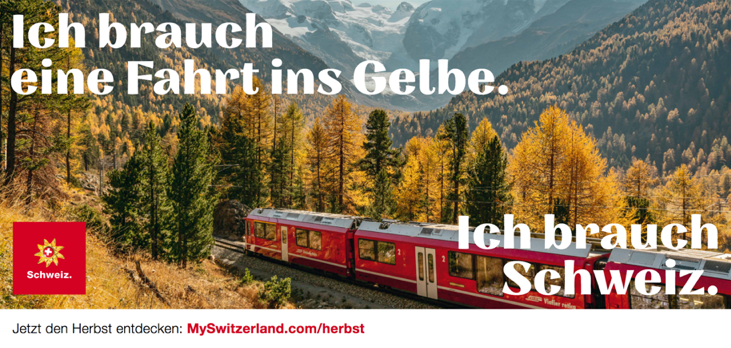 Ich brauch
eine Fahrt ins Gelbe.
Schweiz.
Ich brauch
Schweiz.
Jetzt den Herbst entdecken: MySwitzerland.com/herbst